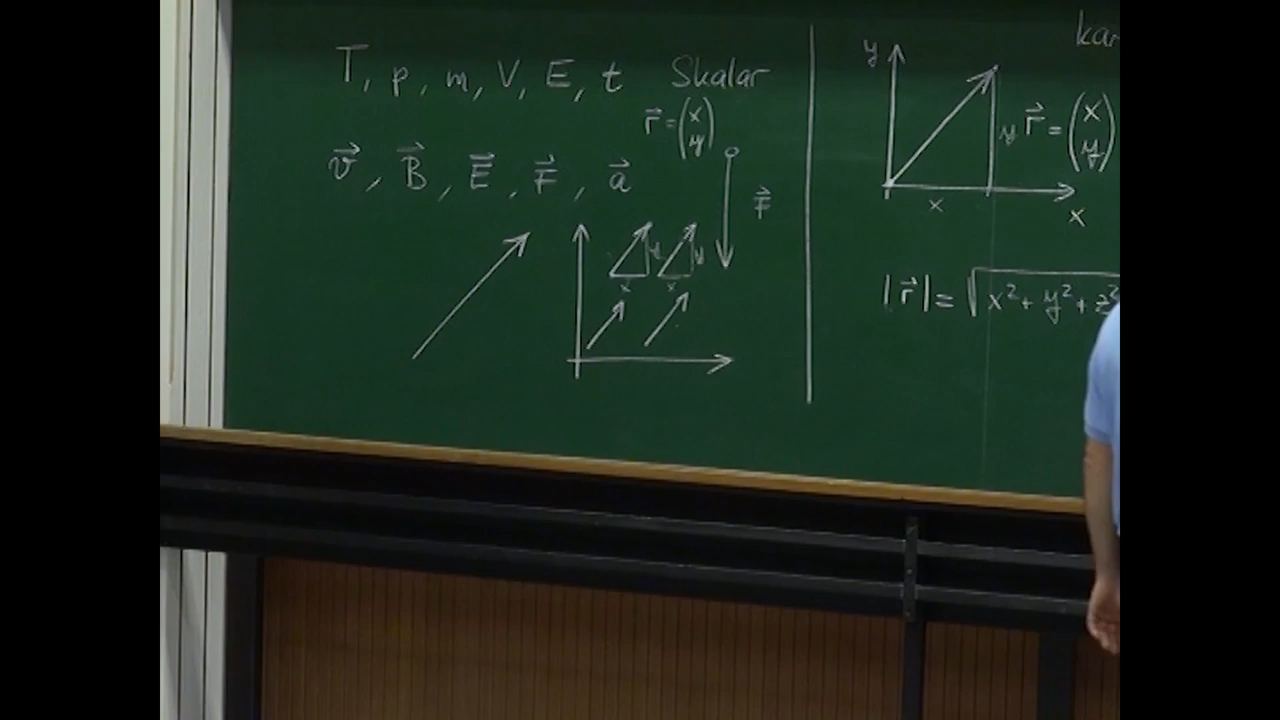 T, p, m, V, E, t Skalar
r⃗ = (x y)
v⃗, B⃗, E⃗, F⃗, a⃗
F⃗
y
x
y
x
x
y
y
r⃗ = (x y)
x
x
|r⃗| = √x² + y² + z²